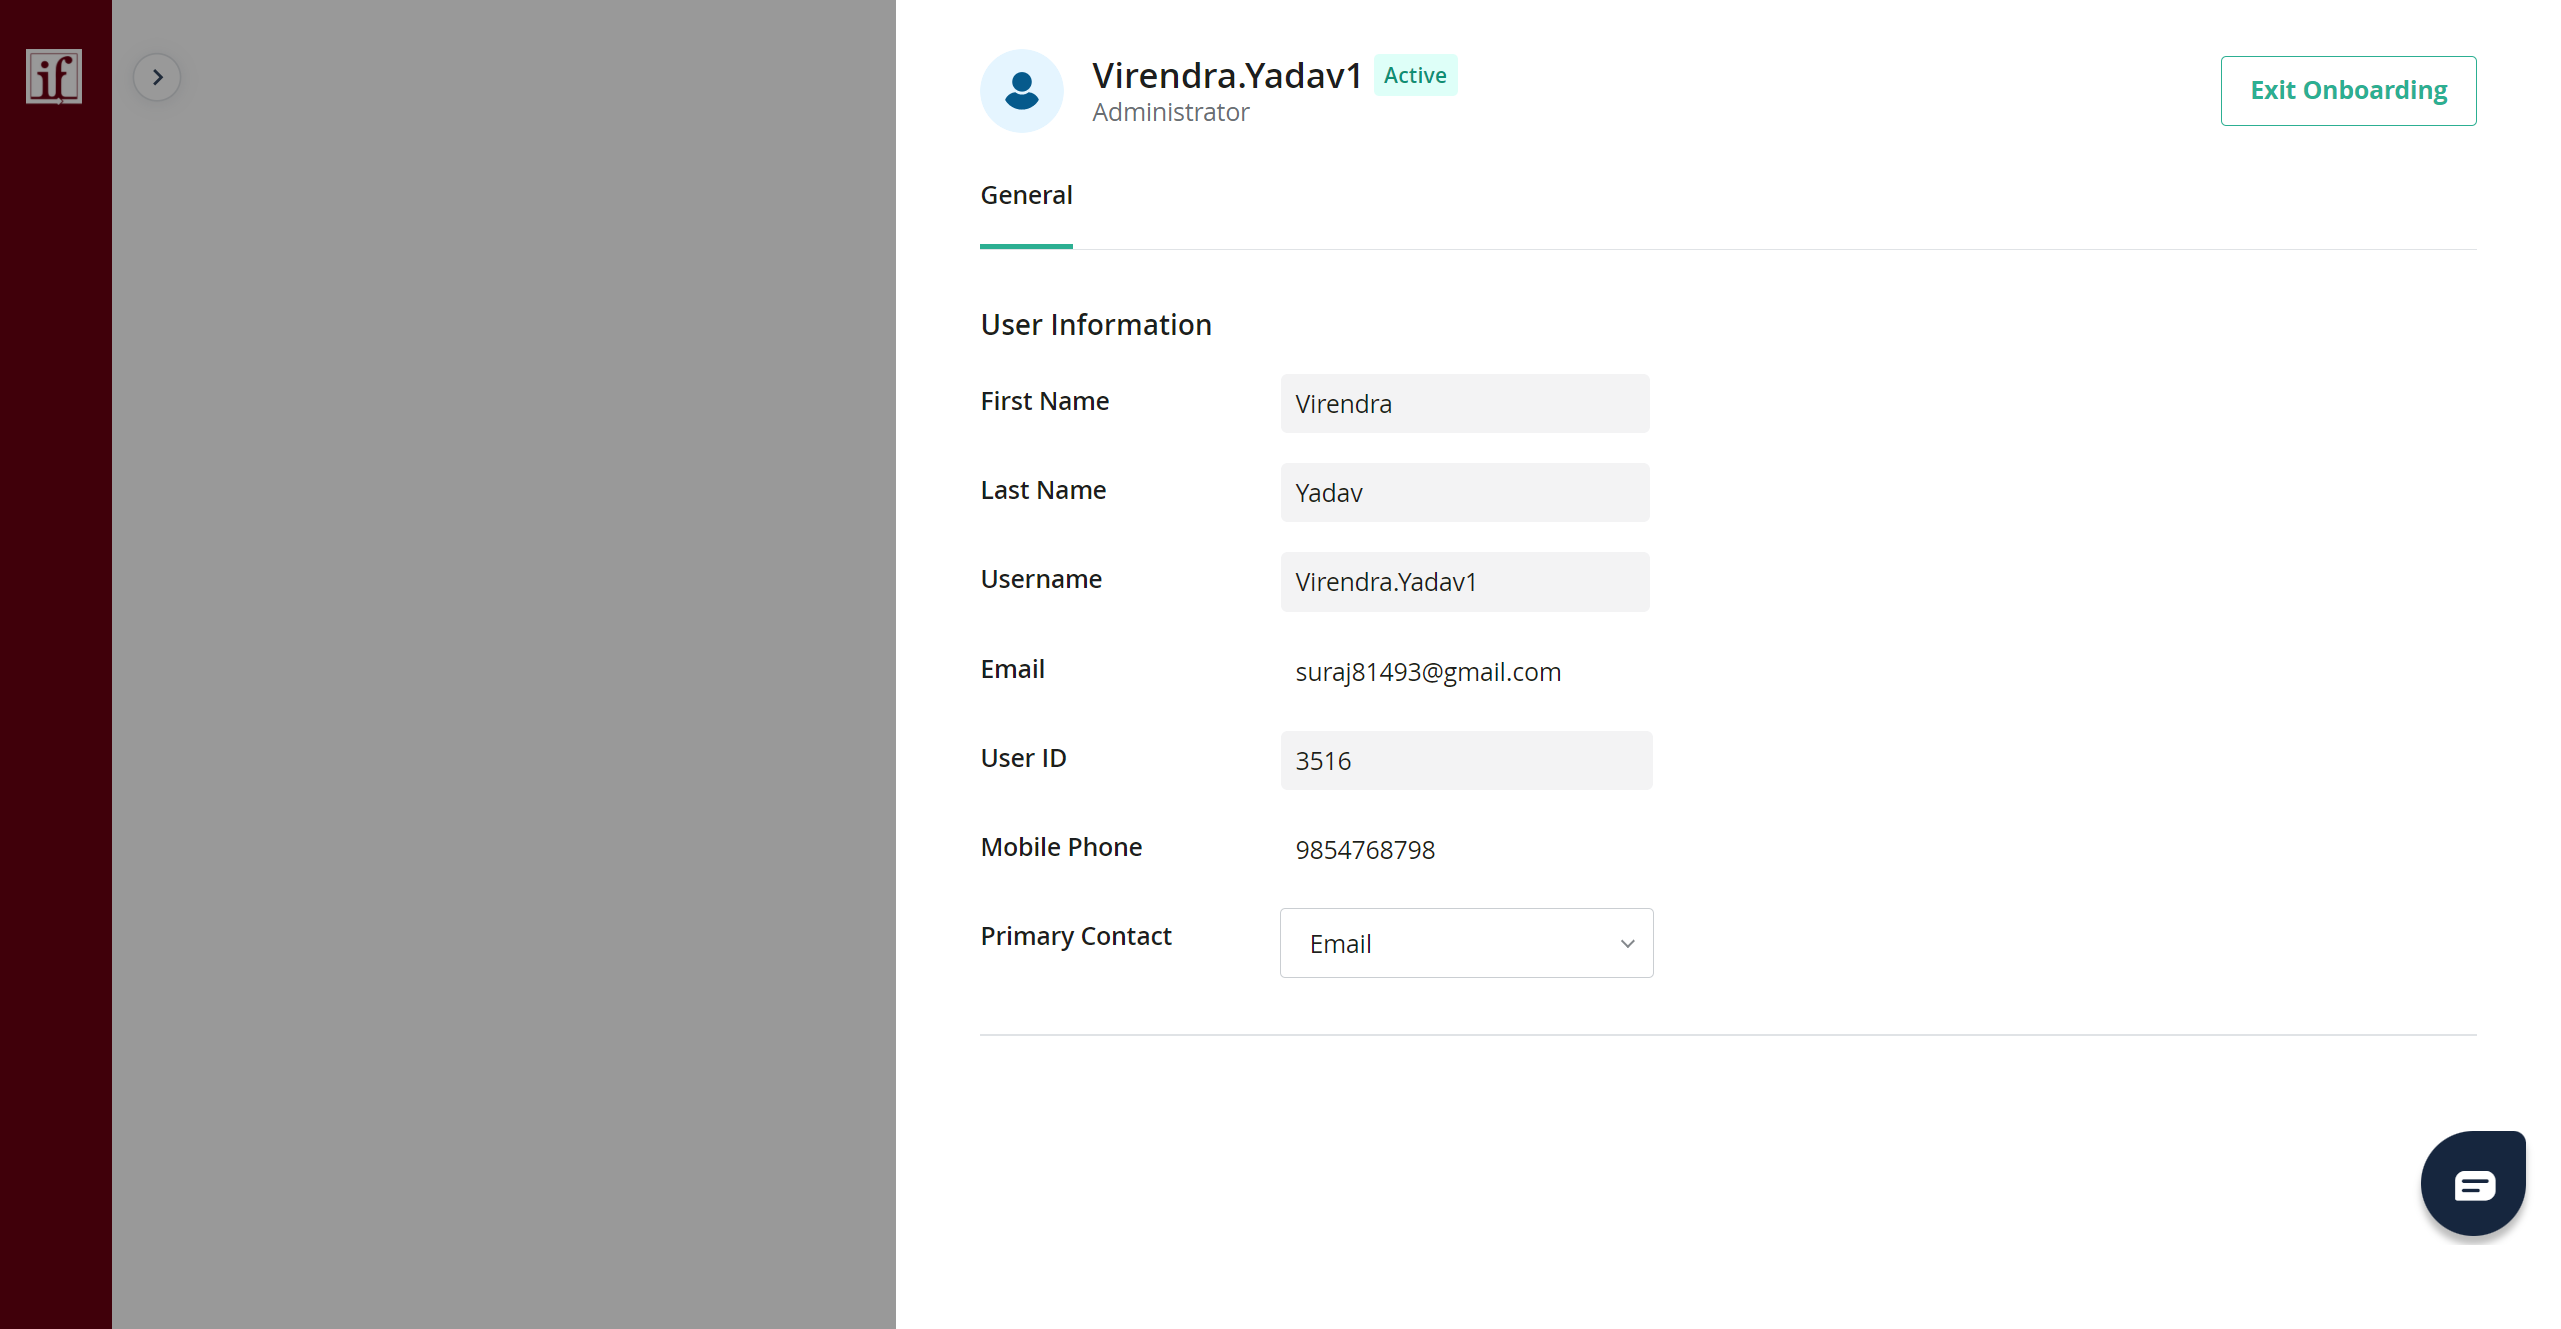 if
Virendra.Yadav1 Active
Administrator
Exit Onboarding
General
User Information
First Name Virendra
Last Name Yadav
Username Virendra.Yadav1
Email suraj81493@gmail.com
User ID 3516
Mobile Phone 9854768798
Primary Contact Email